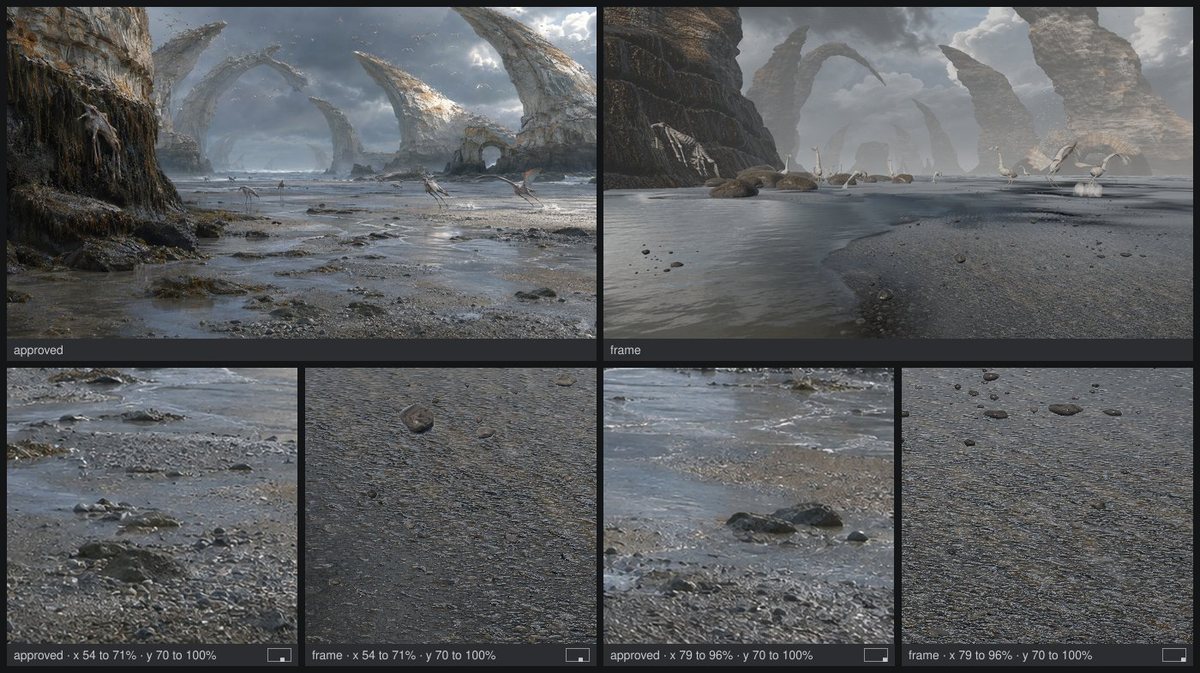 approved
frame
approved · x 54 to 71% · y 70 to 100%
frame · x 54 to 71% · y 70 to 100%
approved · x 79 to 96% · y 70 to 100%
frame · x 79 to 96% · y 70 to 100%